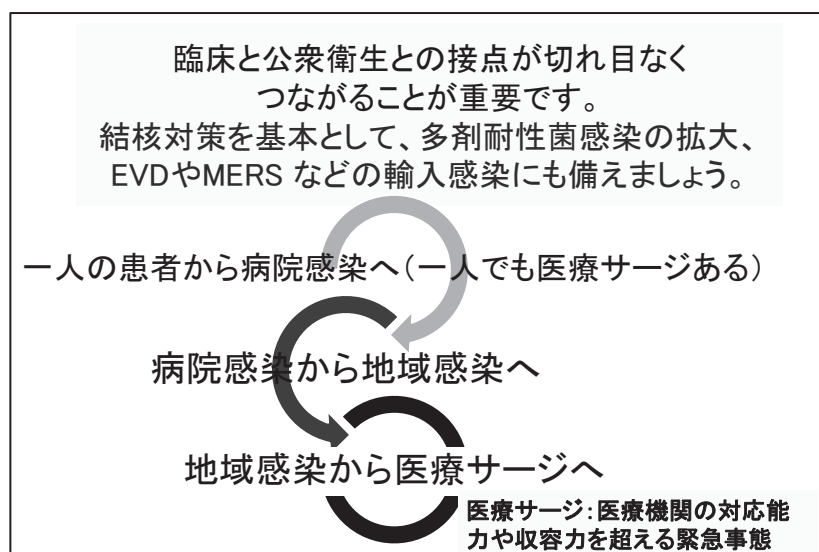 臨床と公衆衛生との接点が切れ目なく
つながることが重要です。
結核対策を基本として、多剤耐性菌感染の拡大、
EVDやMERS などの輸入感染にも備えましょう。
一人の患者から病院感染へ（一人でも医療サージある）
病院感染から地域感染へ
地域感染から医療サージへ
医療サージ：医療機関の対応能
力や収容力を超える緊急事態